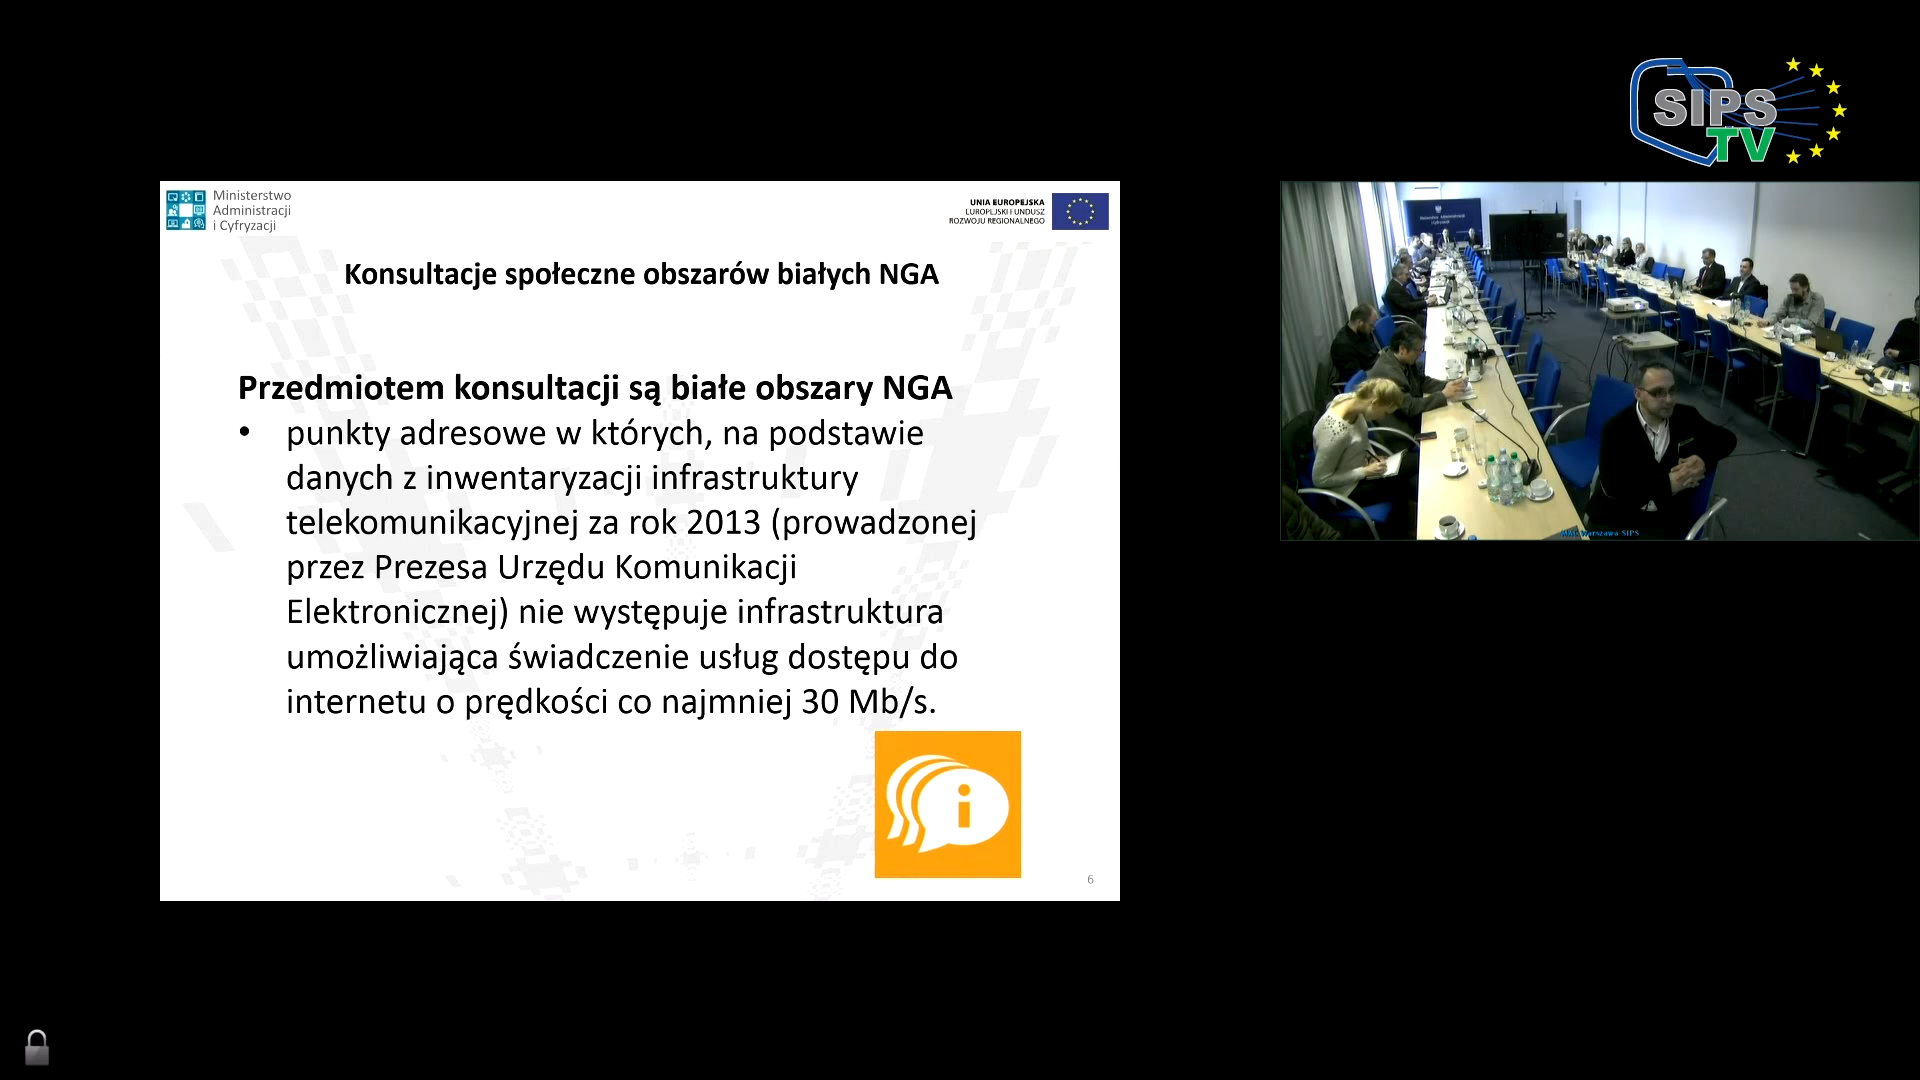 SIPS
TV
Ministerstwo
Administracji
i Cyfryzacji
UNIA EUROPEJSKA
EUROPEJSKI FUNDUSZ
ROZWOJU REGIONALNEGO
Konsultacje społeczne obszarów białych NGA
Przedmiotem konsultacji są białe obszary NGA
• punkty adresowe w których, na podstawie
danych z inwentaryzacji infrastruktury
telekomunikacyjnej za rok 2013 (prowadzonej
przez Prezesa Urzędu Komunikacji
Elektronicznej) nie występuje infrastruktura
umożliwiająca świadczenie usług dostępu do
internetu o prędkości co najmniej 30 Mb/s.
i
6
Warszawa SIPS